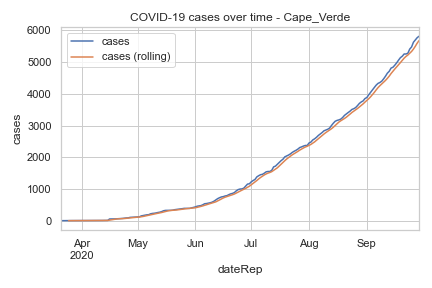 COVID-19 cases over time - Cape_Verde
cases
cases (rolling)
6000
5000
4000
3000
2000
1000
0
cases
Apr
2020
May
Jun
Jul
Aug
Sep
dateRep